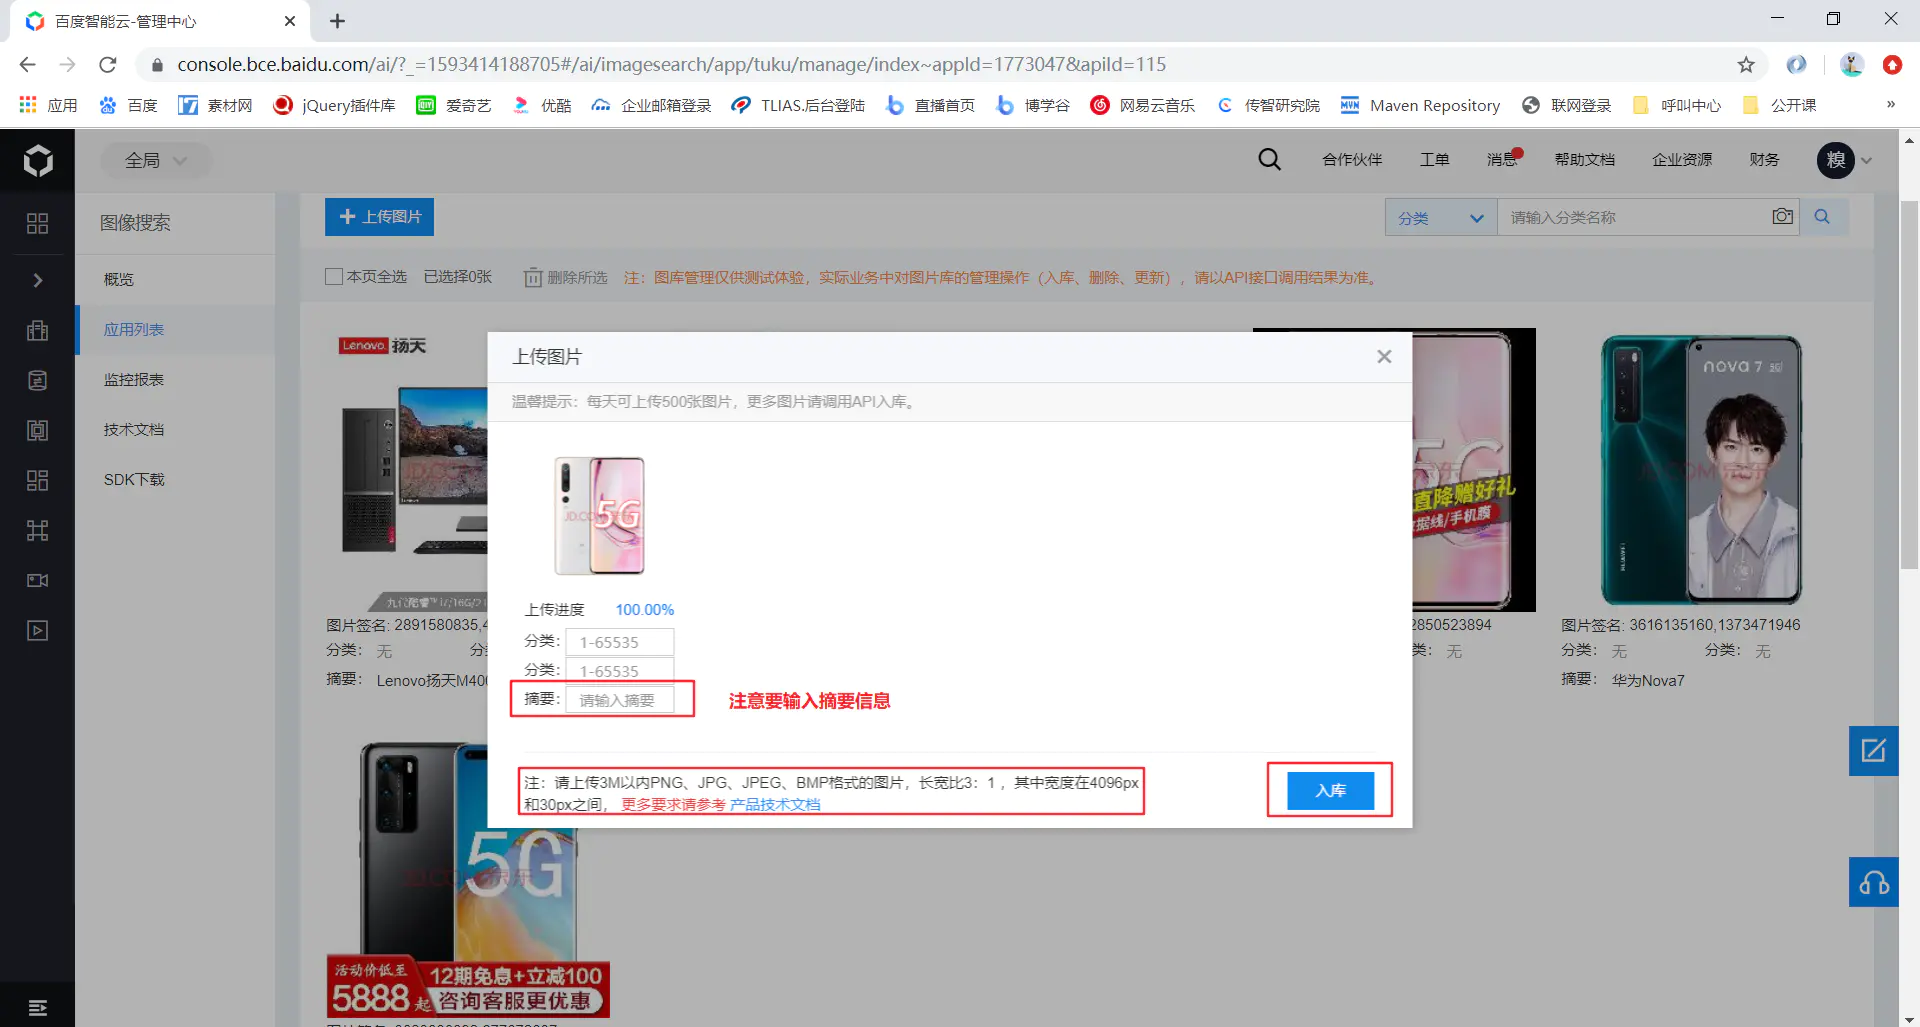 百度智能云-管理中心
console.bce.baidu.com/ai/?_=1593414188705#/ai/imagesearch/app/tuku/manage/index~appId=1773047&apiId=115
应用
百度
素材网
jQuery插件库
爱奇艺
优酷
企业邮箱登录
TLIAS.后台登陆
直播首页
博学谷
网易云音乐
传智研究院
Maven Repository
联网登录
呼叫中心
公开课
»
全局
合作伙伴
工单
消息
帮助文档
企业资源
财务
糗
图像搜索
概览
应用列表
监控报表
技术文档
SDK下载
+ 上传图片
分类
请输入分类名称
本页全选
已选择0张
删除所选
注：图库管理仅供测试体验，实际业务中对图片库的管理操作（入库、删除、更新），请以API接口调用结果为准。
Lenovo 扬天
图片签名: 2891580835,4
分类： 无
分
摘要： Lenovo扬天M40
上传图片
温馨提示：每天可上传500张图片，更多图片请调用API入库。
JD.COM 京东
5G
上传进度 100.00%
分类： 1-65535
分类： 1-65535
摘要： 请输入摘要
注意要输入摘要信息
注：请上传3M以内PNG、JPG、JPEG、BMP格式的图片，长宽比3：1 ，其中宽度在4096px
和30px之间， 更多要求请参考 产品技术文档
入库
直降赠好礼
据线/手机膜
2850523894
类： 无
nova 7 5G
JD.COM 京东
HUAWEI
图片签名: 3616135160,1373471946
分类： 无
分类： 无
摘要： 华为Nova7
5G
JD.COM 京东
活动价低至
5888起
12期免息+立减100
咨询客服更优惠